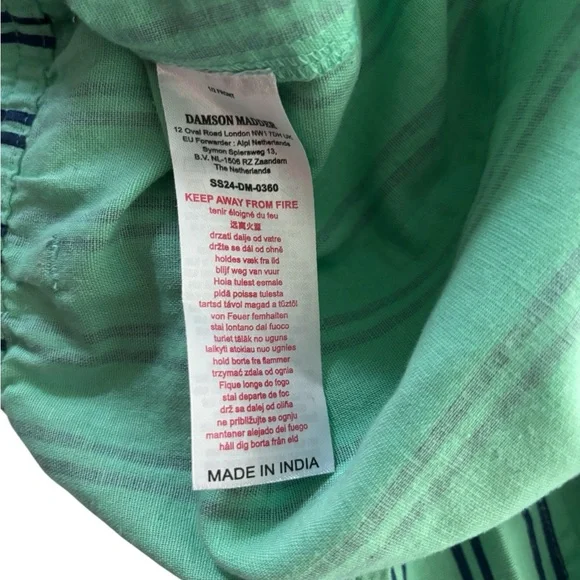 DAMSON MADDER
12 Oval Road London NW1 7DH UK
EU Forwarder : Alpi Netherlands
Symon Spiersweg 13,
B.V. NL-1506 RZ Zaandam
The Netherlands
SS24-DM-0360
KEEP AWAY FROM FIRE
tenir éloigné du feu
远离火源
drzati dalje od vatre
držte se dál od ohně
holdes væk fra ild
blijf weg van vuur
Hoia tulest eemale
pidä poissa tulesta
tartsd távol magad a tűztől
von Feuer fernhalten
stai lontano dal fuoco
turiet tālāk no uguns
laikyti atokiau nuo ugnies
hold borte fra flammer
trzymać zdala od ognia
Fique longe do fogo
stai departe de foc
drž sa dalej od oliňa
ne približujte se ognju
mantener alejado del fuego
håll dig borta från eld
MADE IN INDIA